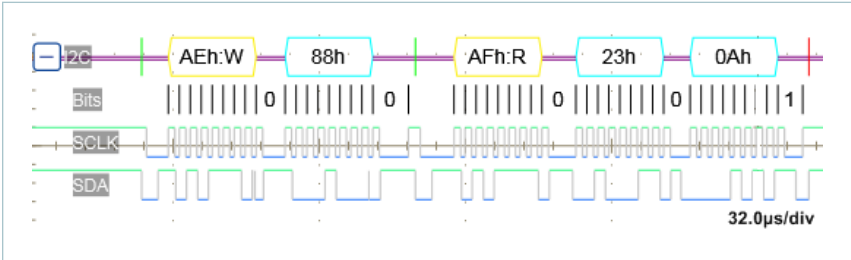 I2C AEh:W 88h AFh:R 23h 0Ah
Bits 0 0 0 0 1
SCLK
SDA
32.0µs/div